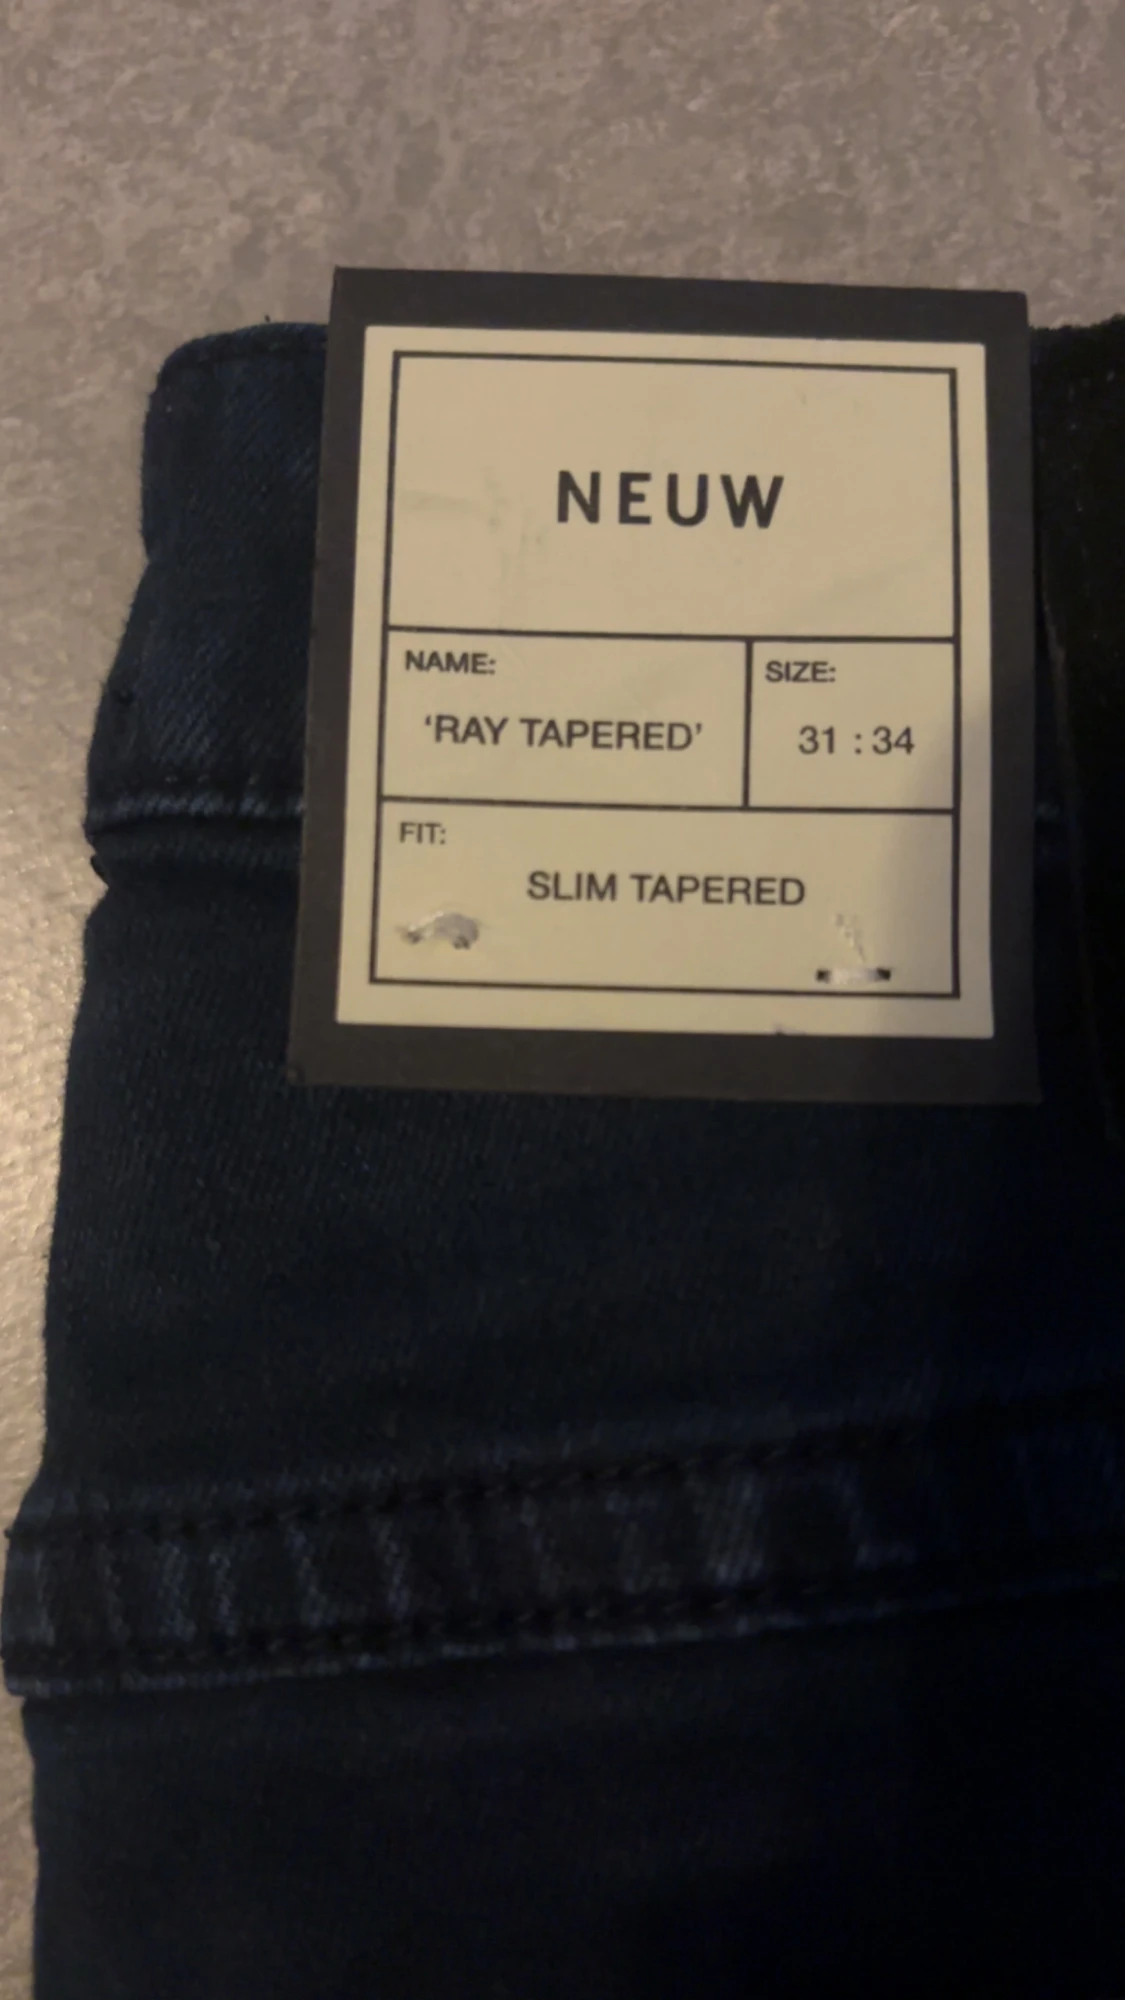 NEUW
NAME:
‘RAY TAPERED’
SIZE:
31 : 34
FIT:
SLIM TAPERED